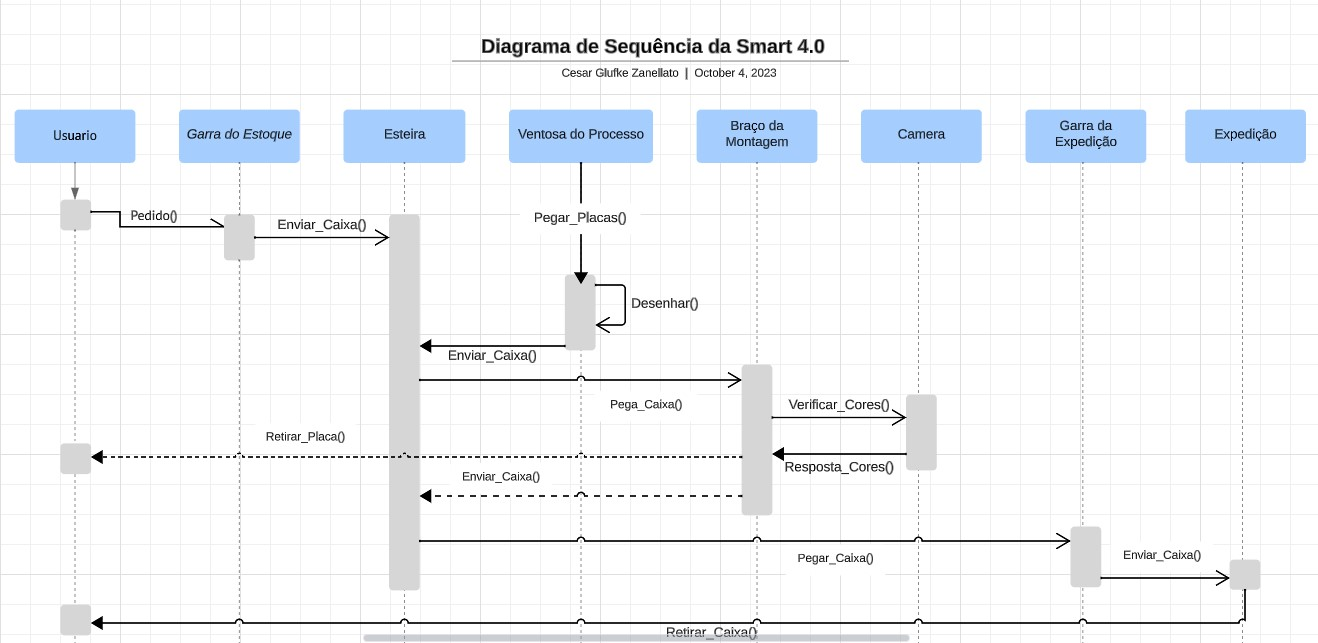 Diagrama de Sequência da Smart 4.0
Cesar Glufke Zanellato | October 4, 2023
Usuario
Garra do Estoque
Esteira
Ventosa do Processo
Braço da
Montagem
Camera
Garra da
Expedição
Expedição
Pedido()
Enviar_Caixa()
Pegar_Placas()
Desenhar()
Enviar_Caixa()
Pega_Caixa()
Verificar_Cores()
Retirar_Placa()
Resposta_Cores()
Enviar_Caixa()
Pegar_Caixa()
Enviar_Caixa()
Retirar_Caixa()